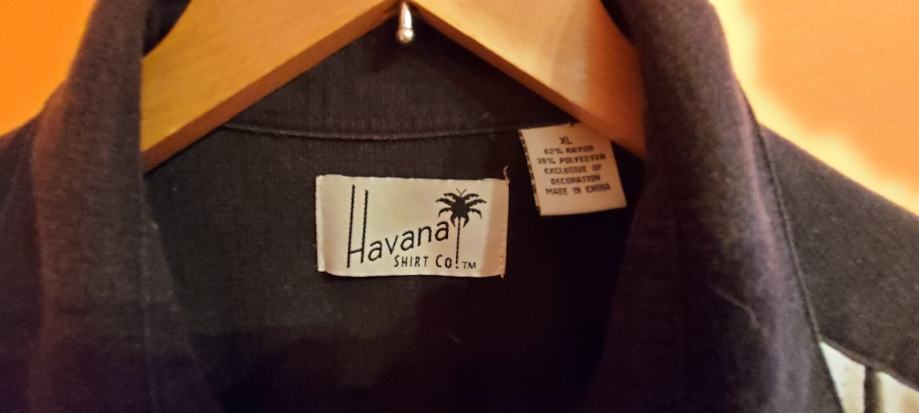 Havana
SHIRT Co.™
XL
62% RAYON
38% POLYESTER
EXCLUSIVE OF
DECORATION
MADE IN CHINA